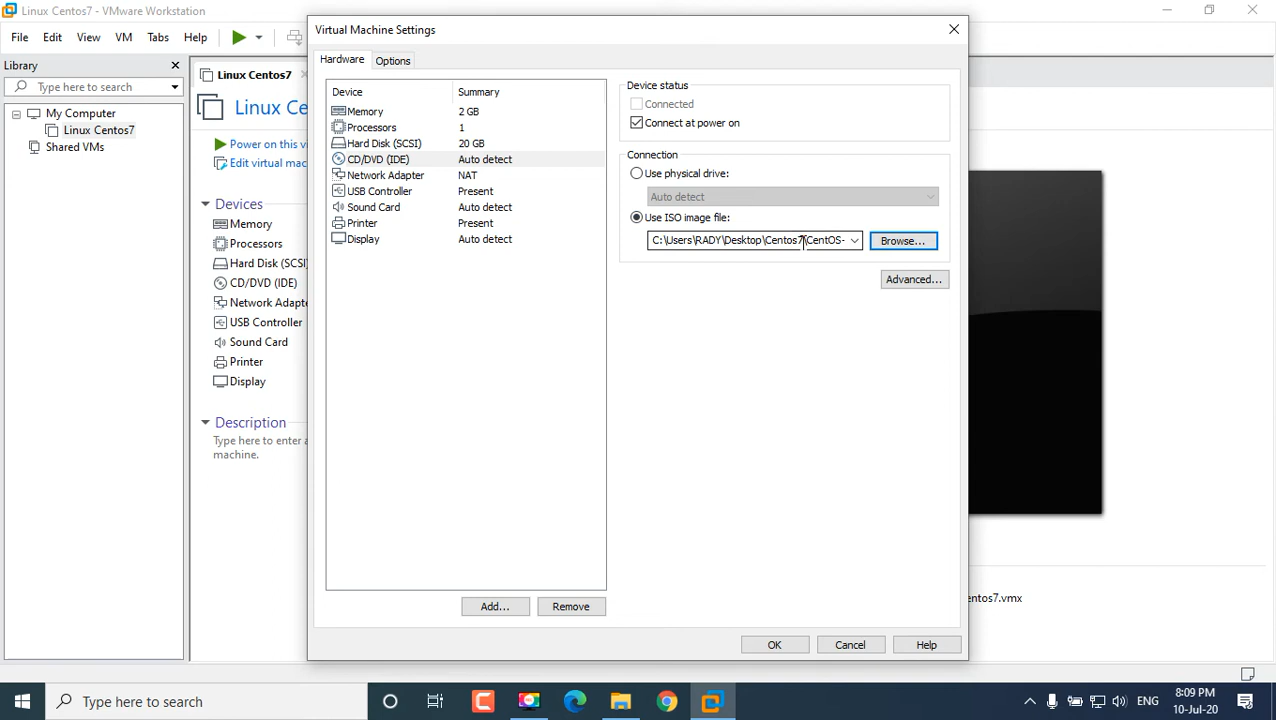 Linux Centos7 - VMware Workstation
File Edit View VM Tabs Help
Library
Type here to search
My Computer
Linux Centos7
Shared VMs
Linux Centos7
Linux Ce
Power on this v
Edit virtual mac
Devices
Memory
Processors
Hard Disk (SCSI
CD/DVD (IDE)
Network Adapte
USB Controller
Sound Card
Printer
Display
Description
Type here to enter a
machine.
Virtual Machine Settings
Hardware Options
Device Summary
Memory 2 GB
Processors 1
Hard Disk (SCSI) 20 GB
CD/DVD (IDE) Auto detect
Network Adapter NAT
USB Controller Present
Sound Card Auto detect
Printer Present
Display Auto detect
Add... Remove
Device status
Connected
Connect at power on
Connection
Use physical drive:
Auto detect
Use ISO image file:
C:\Users\RADY\Desktop\Centos7\CentOS- Browse...
Advanced...
OK Cancel Help
entos7.vmx
Type here to search
ENG
8:09 PM
10-Jul-20